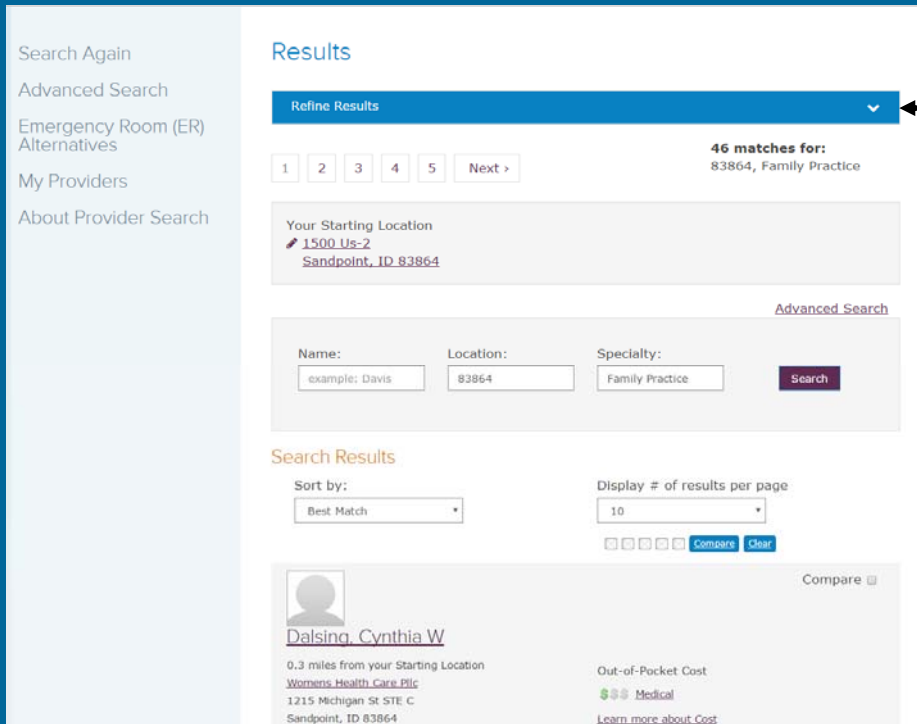 Search Again
Advanced Search
Emergency Room (ER)
Alternatives
My Providers
About Provider Search
Results
Refine Results
1 2 3 4 5 Next ›
46 matches for:
83864, Family Practice
Your Starting Location
1500 Us-2
Sandpoint, ID 83864
Advanced Search
Name: Location: Specialty:
example: Davis 83864 Family Practice Search
Search Results
Sort by: Display # of results per page
Best Match 10
Compare Clear
Compare
Dalsing, Cynthia W
0.3 miles from your Starting Location
Womens Health Care Pllc
1215 Michigan St STE C
Sandpoint, ID 83864
Out-of-Pocket Cost
$$$ Medical
Learn more about Cost